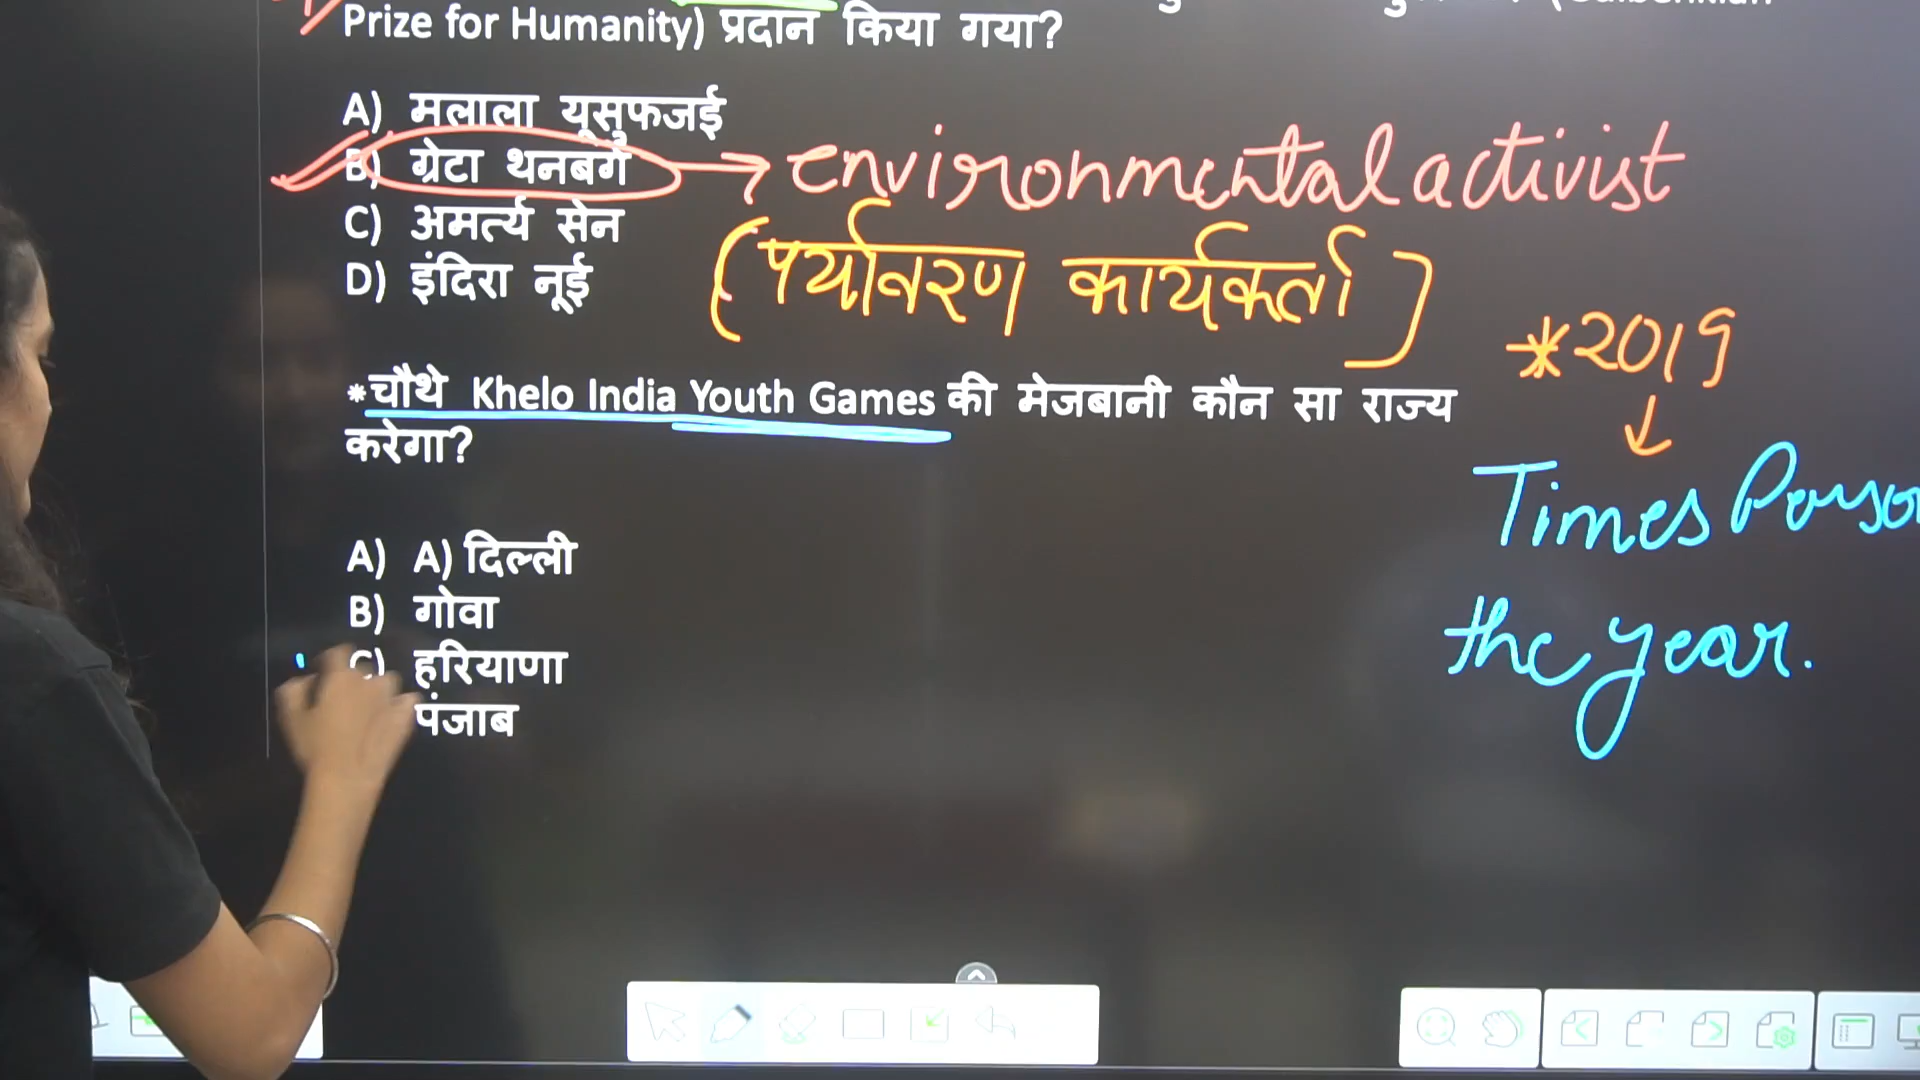 Prize for Humanity) प्रदान किया गया?
A) मलाला यूसुफजई
B) ग्रेटा थनबर्ग → environmental activist
C) अमर्त्य सेन
(पर्यावरण कार्यकर्ता)
D) इंदिरा नूई
*2019
↓
Times Perso
the year.
*चौथे Khelo India Youth Games की मेजबानी कौन सा राज्य
करेगा?
A) A) दिल्ली
B) गोवा
C) हरियाणा
पंजाब